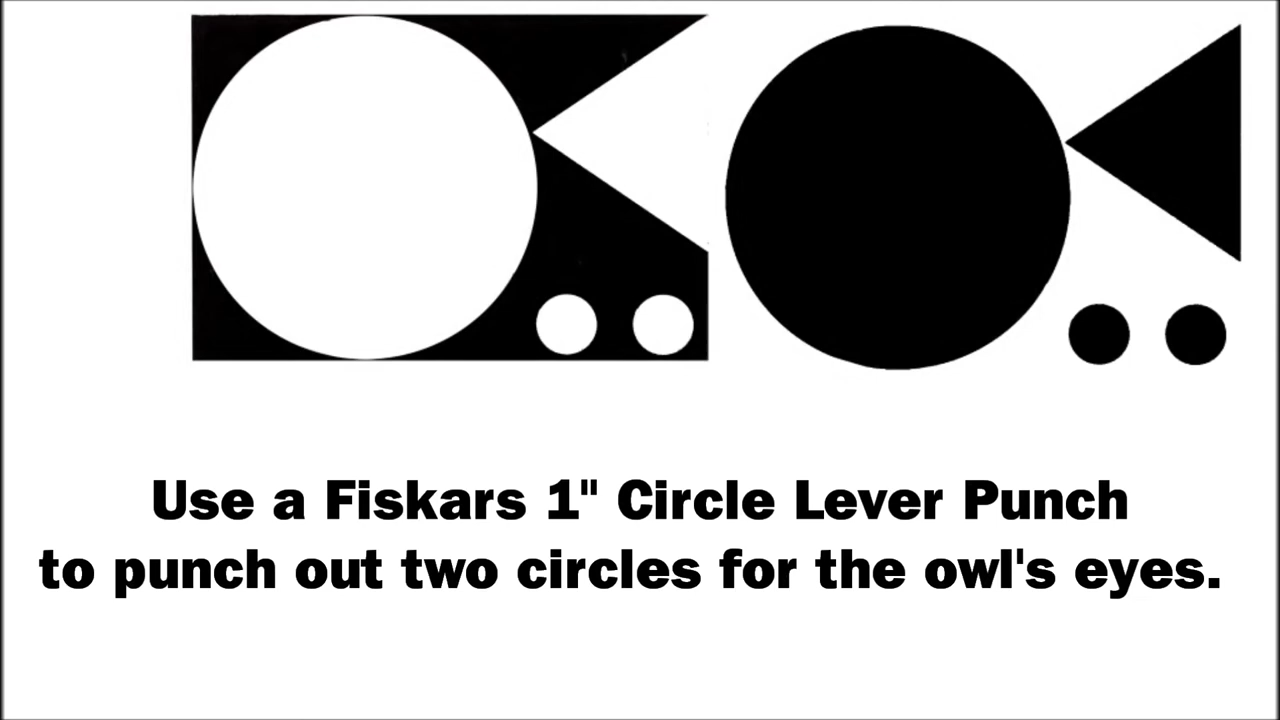 Use a Fiskars 1" Circle Lever Punch
to punch out two circles for the owl's eyes.